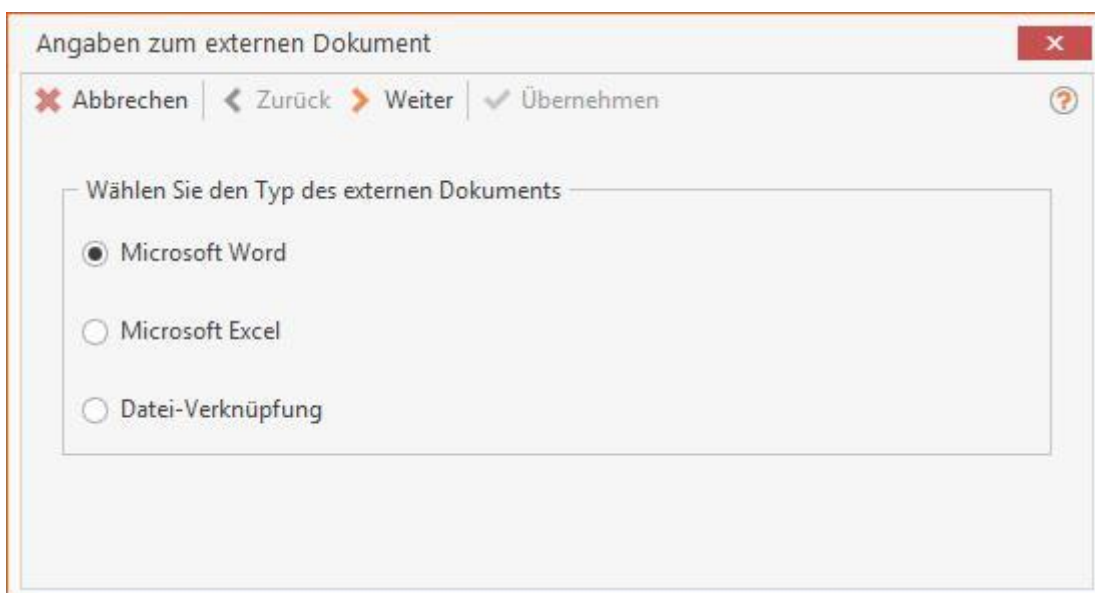 Angaben zum externen Dokument
Abbrechen Zurück Weiter Übernehmen ?
Wählen Sie den Typ des externen Dokuments
Microsoft Word
Microsoft Excel
Datei-Verknüpfung